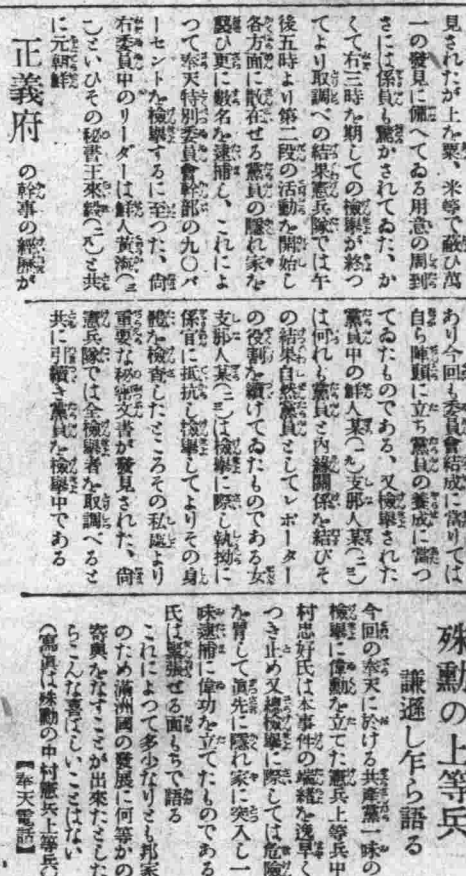 見されたが上を粟、米等で蔽ひ萬
一の發見に備へてゐる用意の周到
さには係員も驚かされてゐた、か
くて右三時を期しての檢擧が終つ
てより取調べの結果憲兵隊では午
後五時より第二段の活動を開始し
各方面に散在せる黨員の隱れ家を
襲ひ更に數名を逮捕し、これによ
つて奉天特別委員會幹部の九〇パ
ーセントを檢擧するに至つた、尙
右委員中のリーダーは鮮人黃海(三
)といひその秘書王來毅(二九)と共
に元朝鮮
正義府 の幹事の經歷が
あり今回も委員會結成に當りては
自ら陣頭に立ち黨員の養成に當つ
てゐたものである、又檢擧された
黨員中の鮮人某(一九)支那人某(二三)
は何れも黨員と內緣關係を結びそ
の結果自然黨員としてレポーター
の役割を續けてゐたものである女
支那人某(二三)は檢擧に際し執拗に
係官に抵抗し檢擧してよりその身
體を檢査したところその私處より
重要な秘密文書が發見された、尙
憲兵隊では全檢擧者を取調べると
共に引續き黨員を檢擧中である
殊勳の上等兵
謙遜し乍ら語る
今回の奉天に於ける共產黨一味の
檢擧に偉勳を立てた憲兵上等兵中
村忠好氏は本事件の端緖を逸早く
つき止め又總檢擧に際しては危險
を冒して眞先に隱れ家に突入し一
味逮捕に偉功を立てたものである
氏は緊張せる面もちで語る
これによつて多少なりとも邦家
のため滿洲國の發展に何等かの
寄與をなすことが出來たとした
らこんな喜ばしいことはない
(寫眞は殊勳の中村憲兵上等兵)
【奉天電話】